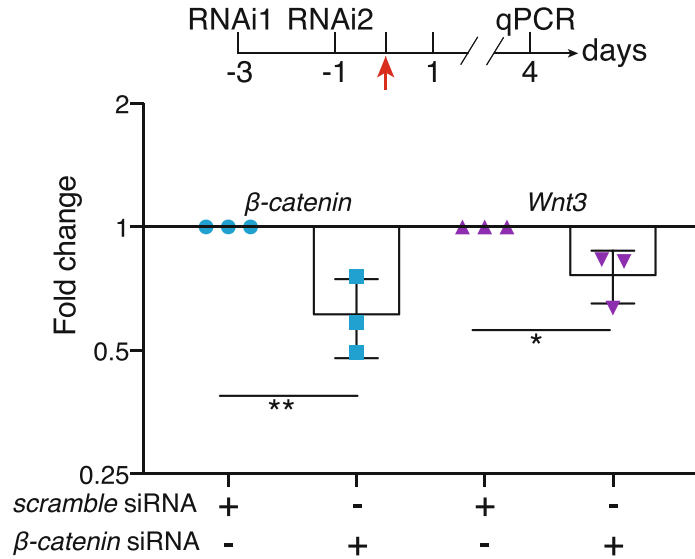 RNAi1 RNAi2 qPCR
days
-3 -1 1 4
2
β-catenin Wnt3
1
Fold change
0.5
*
**
0.25
scramble siRNA + - + -
β-catenin siRNA - + - +